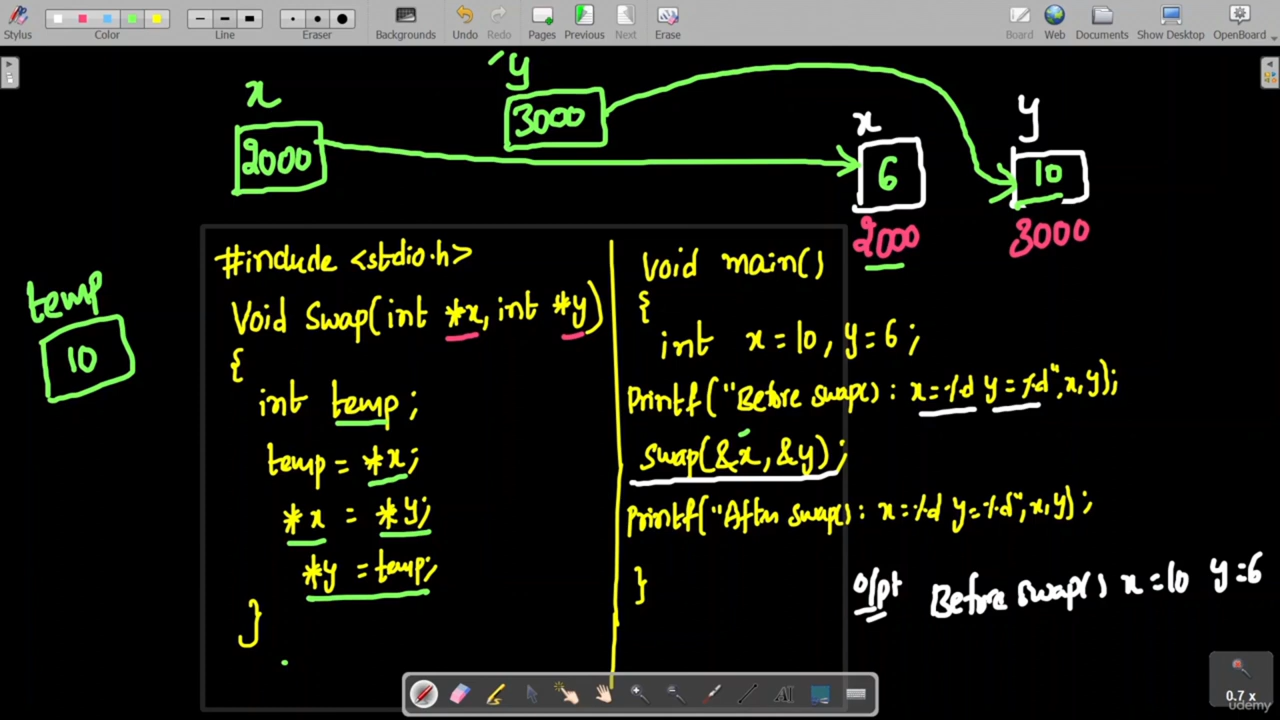 Stylus Color Line Eraser Backgrounds Undo Redo Pages Previous Next Erase Board Web Documents Show Desktop OpenBoard
x
2000
y
3000
x
6
2000
y
10
3000
temp
10
#include <stdio.h>
Void Swap(int *x, int *y)
{
int temp;
temp = *x;
*x = *y;
*y = temp;
}
Void main()
{
int x = 10, y = 6;
Printf("Before swap() : x = %d y = %d", x, y);
swap(&x, &y);
Printf("After swap() : x = %d y = %d", x, y);
}
o/pt Before swap() x = 10 y = 6
AI
0.7 x
udemy